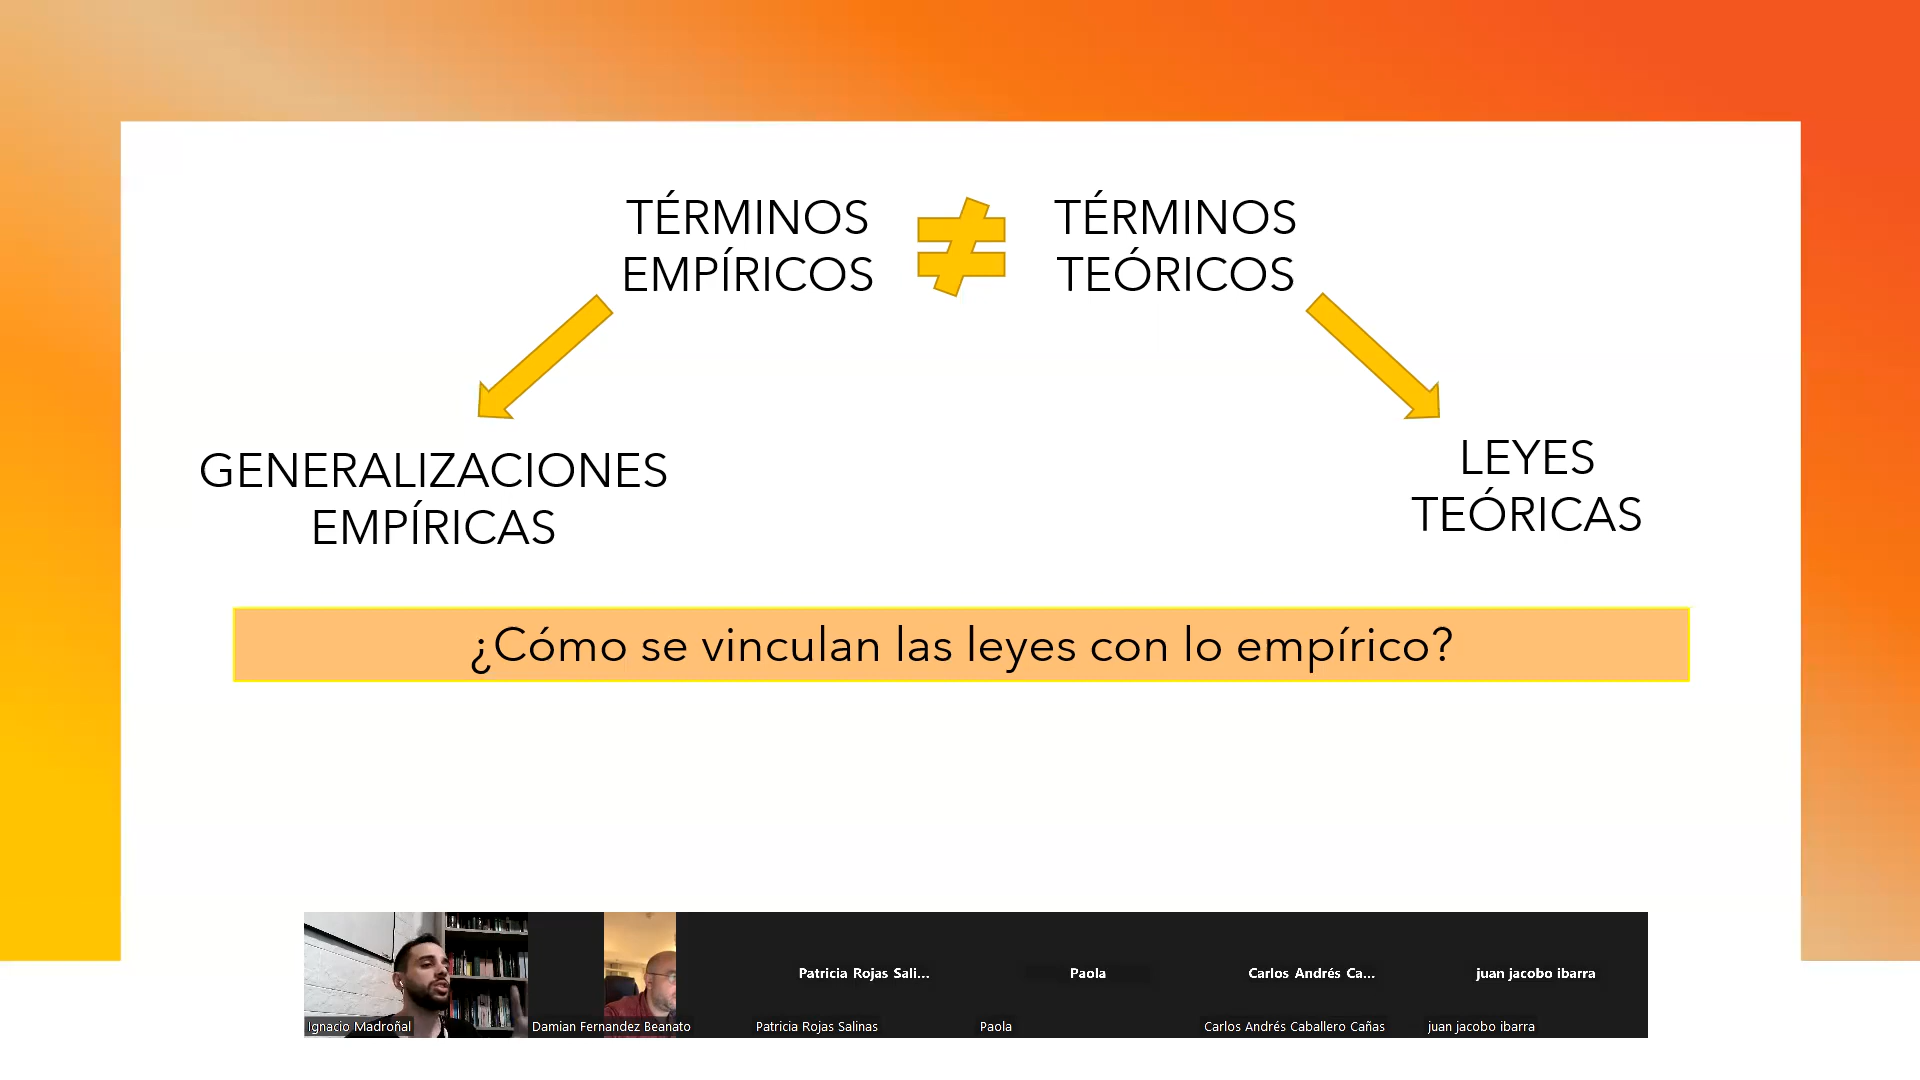 TÉRMINOS
EMPÍRICOS
≠
TÉRMINOS
TEÓRICOS
GENERALIZACIONES
EMPÍRICAS
LEYES
TEÓRICAS
¿Cómo se vinculan las leyes con lo empírico?
Patricia Rojas Sali...
Paola
Carlos Andrés Ca...
juan jacobo ibarra
Ignacio Madroñal
Damian Fernandez Beanato
Patricia Rojas Salinas
Paola
Carlos Andrés Caballero Cañas
juan jacobo ibarra